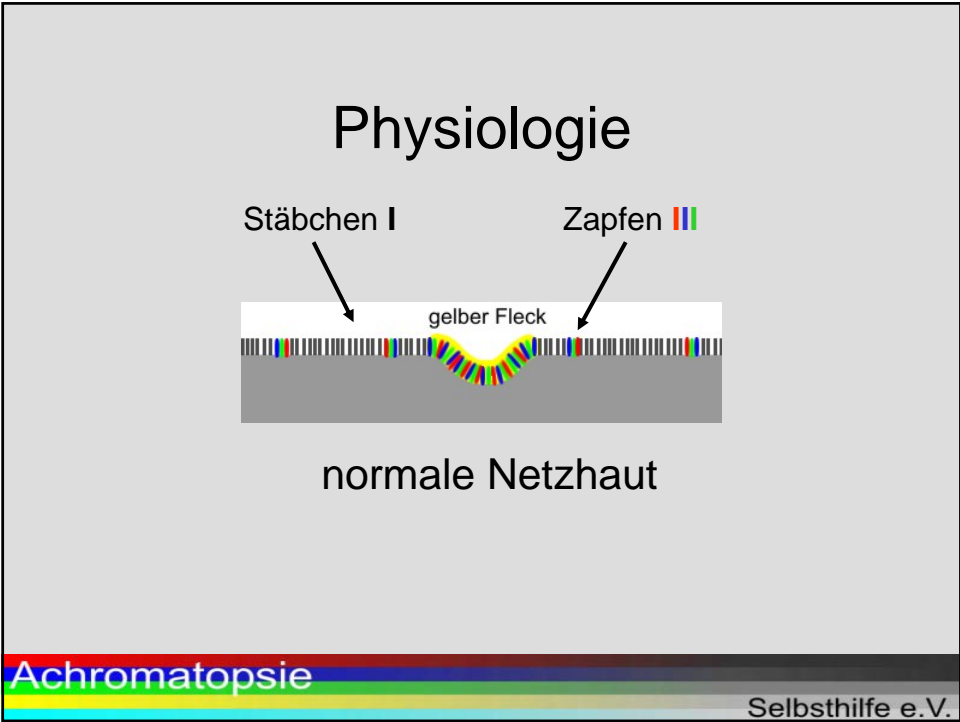 Physiologie
Stäbchen I Zapfen III
gelber Fleck
normale Netzhaut
Achromatopsie
Selbsthilfe e.V.